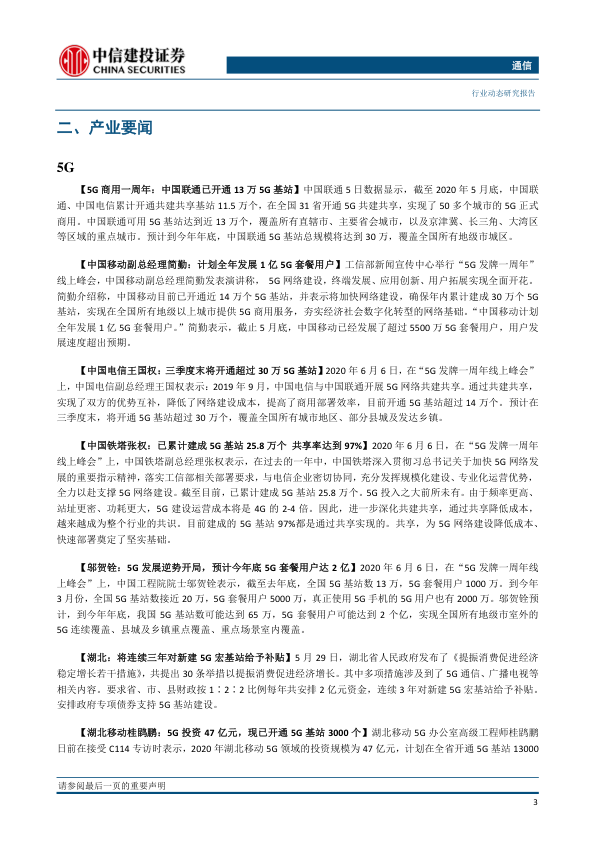 中信建投证券
CHINA SECURITIES
通信
行业动态研究报告
二、产业要闻
5G
【5G 商用一周年：中国联通已开通 13 万 5G 基站】中国联通 5 日数据显示，截至 2020 年 5 月底，中国联
通、中国电信累计开通共建共享基站 11.5 万个，在全国 31 省开通 5G 共建共享，实现了 50 多个城市的 5G 正式
商用。中国联通可用 5G 基站达到近 13 万个，覆盖所有直辖市、主要省会城市，以及京津冀、长三角、大湾区
等区域的重点城市。预计到今年年底，中国联通 5G 基站总规模将达到 30 万，覆盖全国所有地级市城区。
【中国移动副总经理简勤：计划全年发展 1 亿 5G 套餐用户】工信部新闻宣传中心举行“5G 发牌一周年”
线上峰会，中国移动副总经理简勤发表演讲称， 5G 网络建设，终端发展、应用创新、用户拓展实现全面开花。
简勤介绍称，中国移动目前已开通近 14 万个 5G 基站，并表示将加快网络建设，确保年内累计建成 30 万个 5G
基站，实现在全国所有地级以上城市提供 5G 商用服务，夯实经济社会数字化转型的网络基础。“中国移动计划
全年发展 1 亿 5G 套餐用户。”简勤表示，截止 5 月底，中国移动已经发展了超过 5500 万 5G 套餐用户，用户发
展速度超出预期。
【中国电信王国权：三季度末将开通超过 30 万 5G 基站】2020 年 6 月 6 日，在“5G 发牌一周年线上峰会”
上，中国电信副总经理王国权表示：2019 年 9 月，中国电信与中国联通开展 5G 网络共建共享。通过共建共享，
实现了双方的优势互补，降低了网络建设成本，提高了商用部署效率，目前开通 5G 基站超过 14 万个。预计在
三季度末，将开通 5G 基站超过 30 万个，覆盖全国所有城市地区、部分县城及发达乡镇。
【中国铁塔张权：已累计建成 5G 基站 25.8 万个 共享率达到 97%】2020 年 6 月 6 日，在“5G 发牌一周年
线上峰会”上，中国铁塔副总经理张权表示，在过去的一年中，中国铁塔深入贯彻习总书记关于加快 5G 网络发
展的重要指示精神，落实工信部相关部署要求，与电信企业密切协同，充分发挥规模化建设、专业化运营优势，
全力以赴支撑 5G 网络建设。截至目前，已累计建成 5G 基站 25.8 万个。5G 投入之大前所未有。由于频率更高、
站址更密、功耗更大，5G 建设运营成本将是 4G 的 2-4 倍。因此，进一步深化共建共享，通过共享降低成本，
越来越成为整个行业的共识。目前建成的 5G 基站 97%都是通过共享实现的。共享，为 5G 网络建设降低成本、
快速部署奠定了坚实基础。
【邬贺铨：5G 发展逆势开局，预计今年底 5G 套餐用户达 2 亿】2020 年 6 月 6 日，在“5G 发牌一周年线
上峰会”上，中国工程院院士邬贺铨表示，截至去年底，全国 5G 基站数 13 万，5G 套餐用户 1000 万。到今年
3 月份，全国 5G 基站数接近 20 万，5G 套餐用户 5000 万，真正使用 5G 手机的 5G 用户也有 2000 万。邬贺铨预
计，到今年年底，我国 5G 基站数可能达到 65 万，5G 套餐用户可能达到 2 个亿，实现全国所有地级市室外的
5G 连续覆盖、县城及乡镇重点覆盖、重点场景室内覆盖。
【湖北：将连续三年对新建 5G 宏基站给予补贴】5 月 29 日，湖北省人民政府发布了《提振消费促进经济
稳定增长若干措施》，共提出 30 条举措以提振消费促进经济增长。其中多项措施涉及到了 5G 通信、广播电视等
相关内容。要求省、市、县财政按 1∶2∶2 比例每年共安排 2 亿元资金，连续 3 年对新建 5G 宏基站给予补贴。
安排政府专项债券支持 5G 基站建设。
【湖北移动桂鹍鹏：5G 投资 47 亿元，现已开通 5G 基站 3000 个】湖北移动 5G 办公室高级工程师桂鹍鹏
日前在接受 C114 专访时表示，2020 年湖北移动 5G 领域的投资规模为 47 亿元，计划在全省开通 5G 基站 13000
请参阅最后一页的重要声明
3